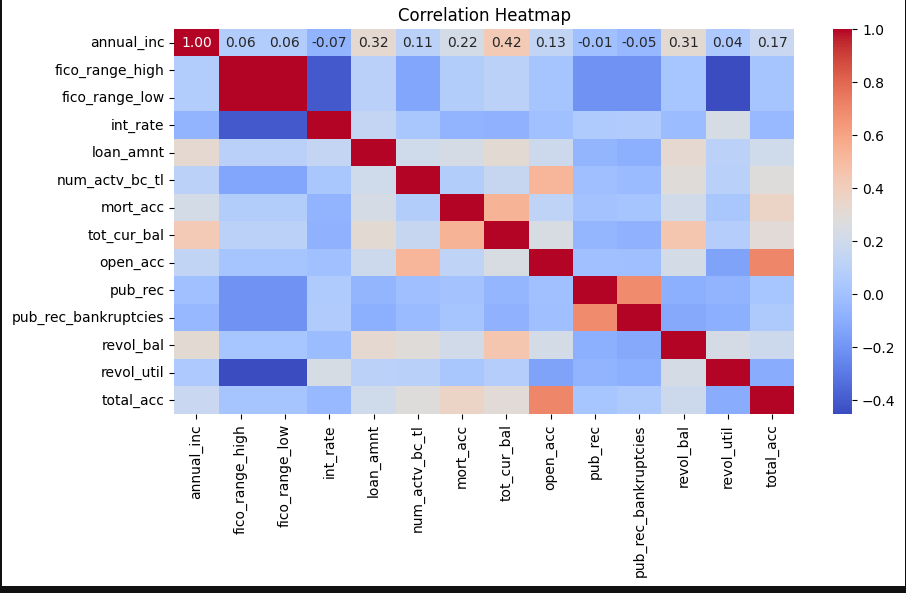 Correlation Heatmap
annual_inc 1.00 0.06 0.06 -0.07 0.32 0.11 0.22 0.42 0.13 -0.01 -0.05 0.31 0.04 0.17
fico_range_high
fico_range_low
int_rate
loan_amnt
num_actv_bc_tl
mort_acc
tot_cur_bal
open_acc
pub_rec
pub_rec_bankruptcies
revol_bal
revol_util
total_acc
annual_inc
fico_range_high
fico_range_low
int_rate
loan_amnt
num_actv_bc_tl
mort_acc
tot_cur_bal
open_acc
pub_rec
pub_rec_bankruptcies
revol_bal
revol_util
total_acc
1.0
0.8
0.6
0.4
0.2
0.0
−0.2
−0.4